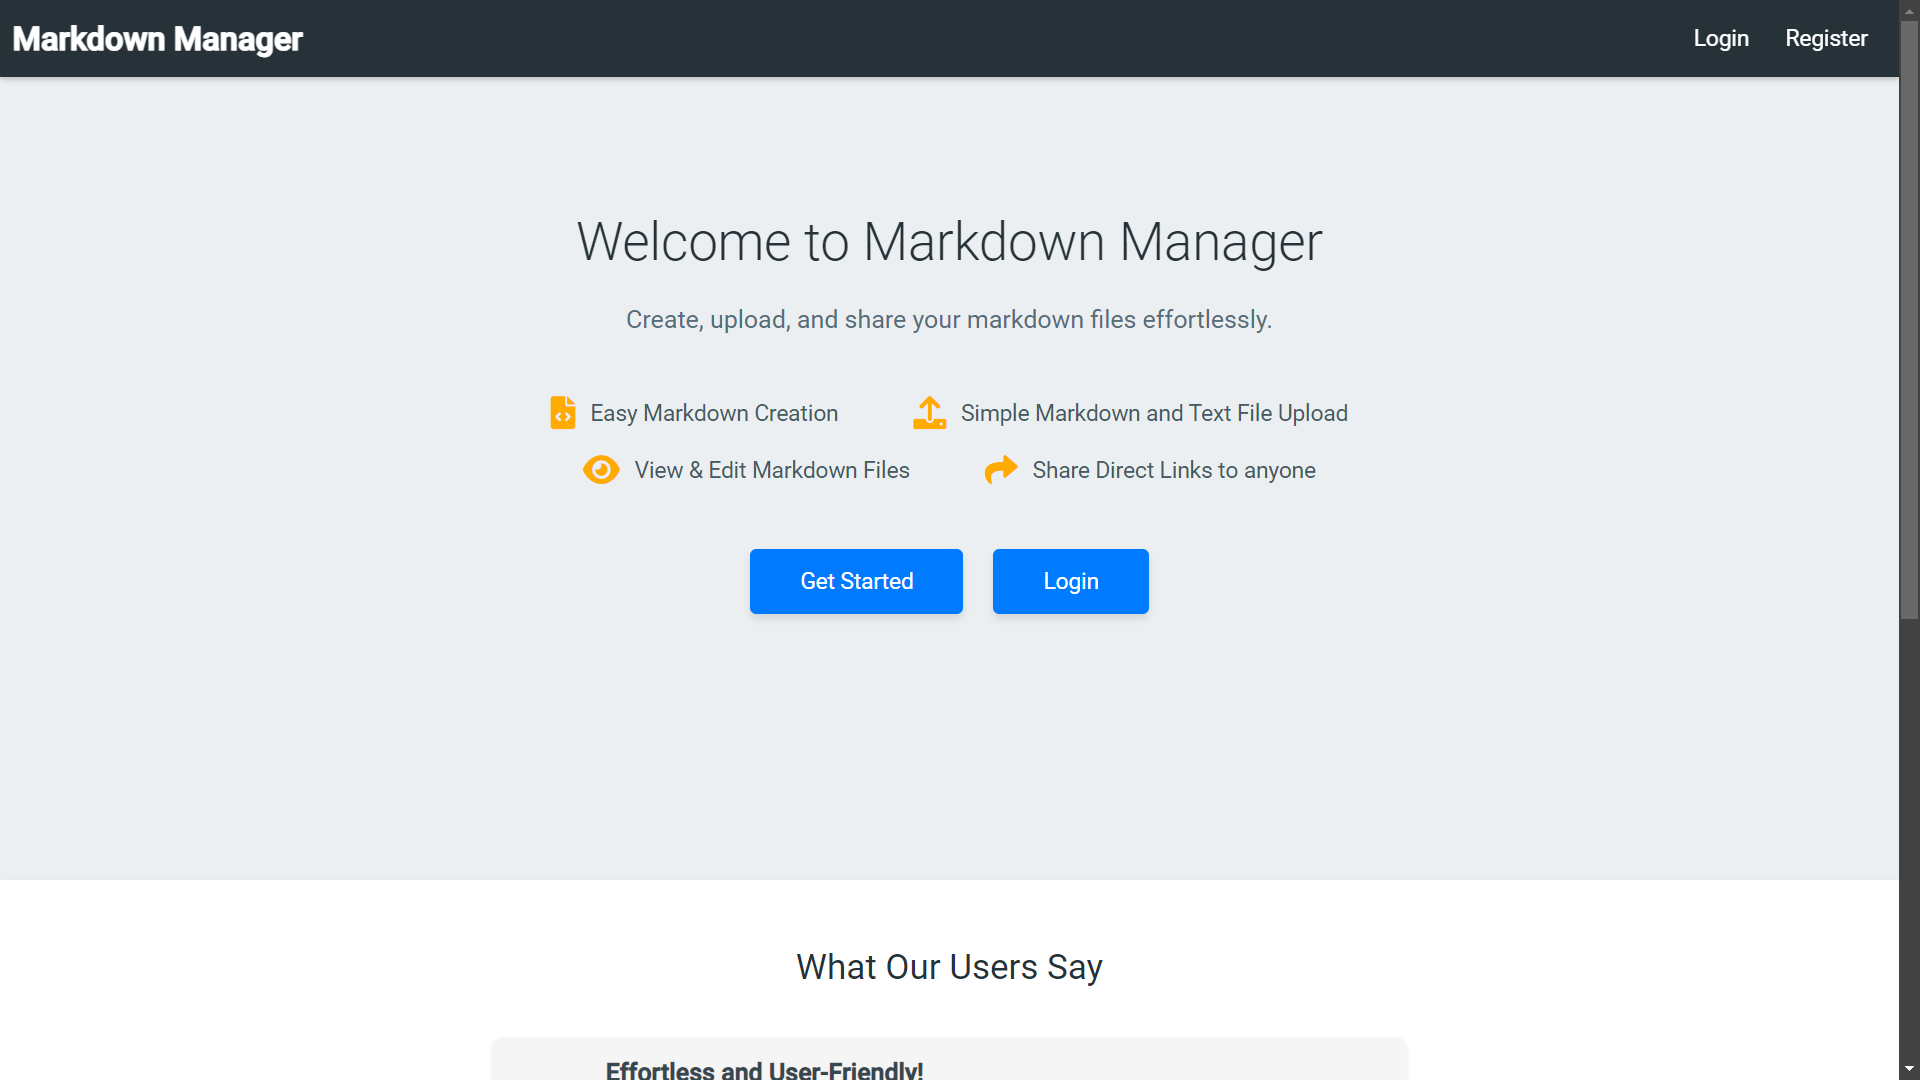 Markdown Manager
Login Register
Welcome to Markdown Manager
Create, upload, and share your markdown files effortlessly.
Easy Markdown Creation
Simple Markdown and Text File Upload
View & Edit Markdown Files
Share Direct Links to anyone
Get Started
Login
What Our Users Say
Effortless and User-Friendly!